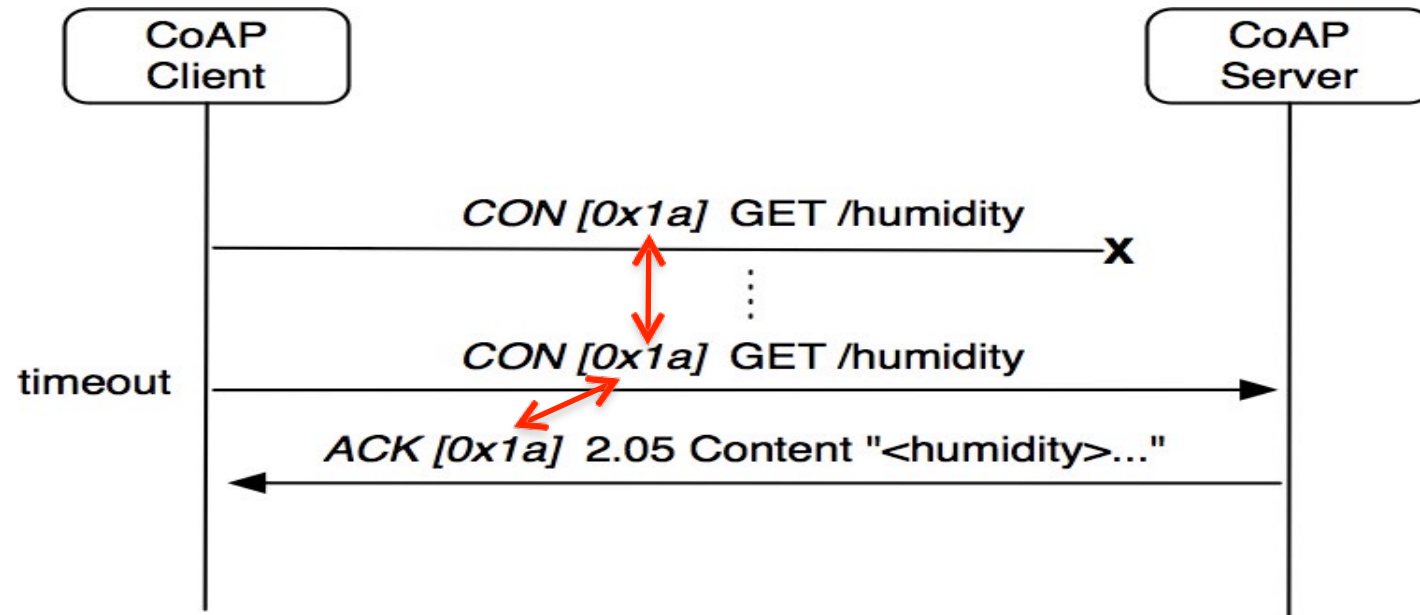 CoAP
Client
CoAP
Server
CON [0x1a] GET /humidity
x
CON [0x1a] GET /humidity
timeout
ACK [0x1a] 2.05 Content "<humidity>..."